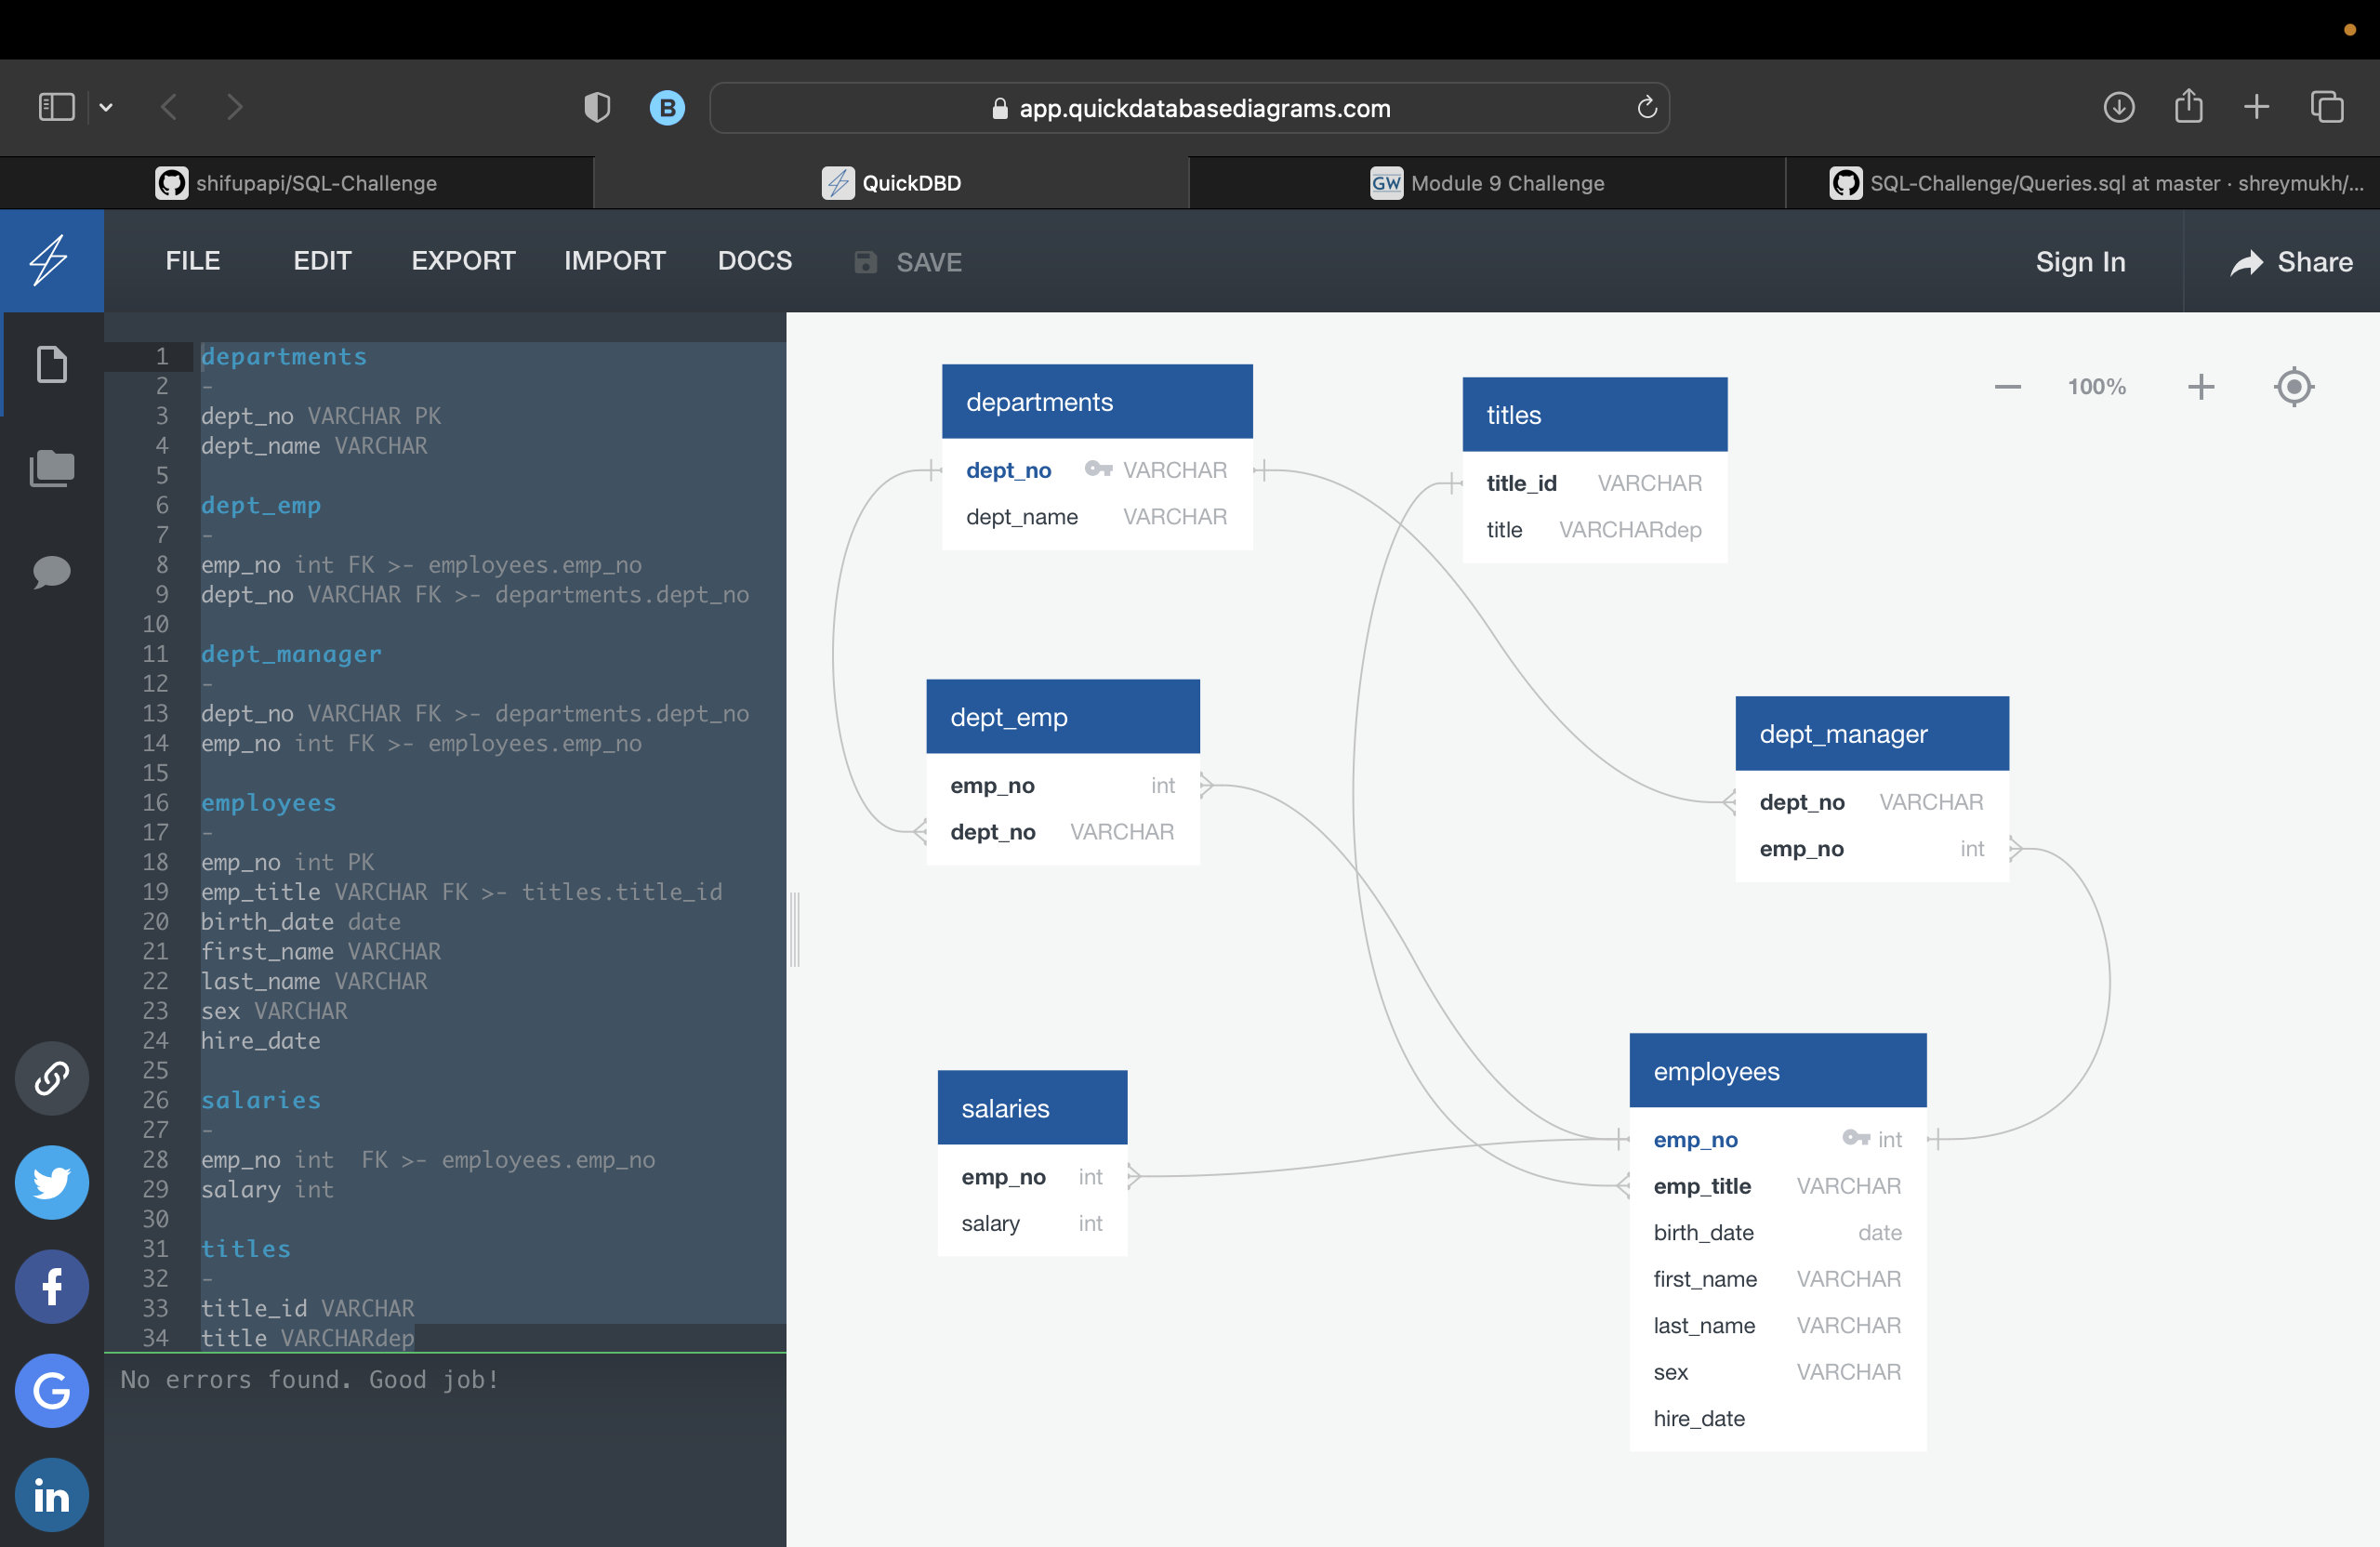 B
app.quickdatabasediagrams.com
shifupapi/SQL-Challenge
QuickDBD
GW Module 9 Challenge
SQL-Challenge/Queries.sql at master · shreymukh/...
FILE EDIT EXPORT IMPORT DOCS SAVE Sign In Share
1 departments
2 -
3 dept_no VARCHAR PK
4 dept_name VARCHAR
5
6 dept_emp
7 -
8 emp_no int FK >- employees.emp_no
9 dept_no VARCHAR FK >- departments.dept_no
10
11 dept_manager
12 -
13 dept_no VARCHAR FK >- departments.dept_no
14 emp_no int FK >- employees.emp_no
15
16 employees
17 -
18 emp_no int PK
19 emp_title VARCHAR FK >- titles.title_id
20 birth_date date
21 first_name VARCHAR
22 last_name VARCHAR
23 sex VARCHAR
24 hire_date
25
26 salaries
27 -
28 emp_no int  FK >- employees.emp_no
29 salary int
30
31 titles
32 -
33 title_id VARCHAR
34 title VARCHARdep
No errors found. Good job!
100%
departments
dept_no VARCHAR
dept_name VARCHAR
titles
title_id VARCHAR
title VARCHARdep
dept_emp
emp_no int
dept_no VARCHAR
dept_manager
dept_no VARCHAR
emp_no int
salaries
emp_no int
salary int
employees
emp_no int
emp_title VARCHAR
birth_date date
first_name VARCHAR
last_name VARCHAR
sex VARCHAR
hire_date
f
G
in